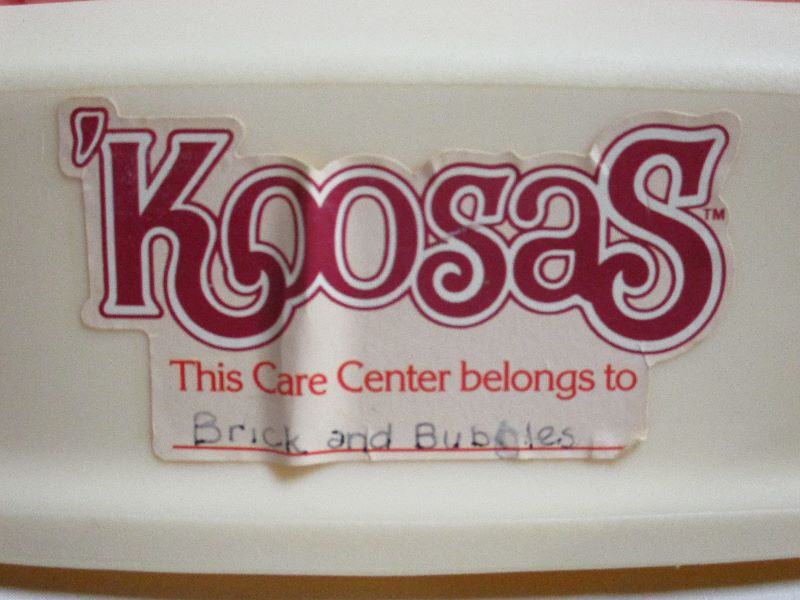 'KoosaS™
This Care Center belongs to
Brick and Bubbles